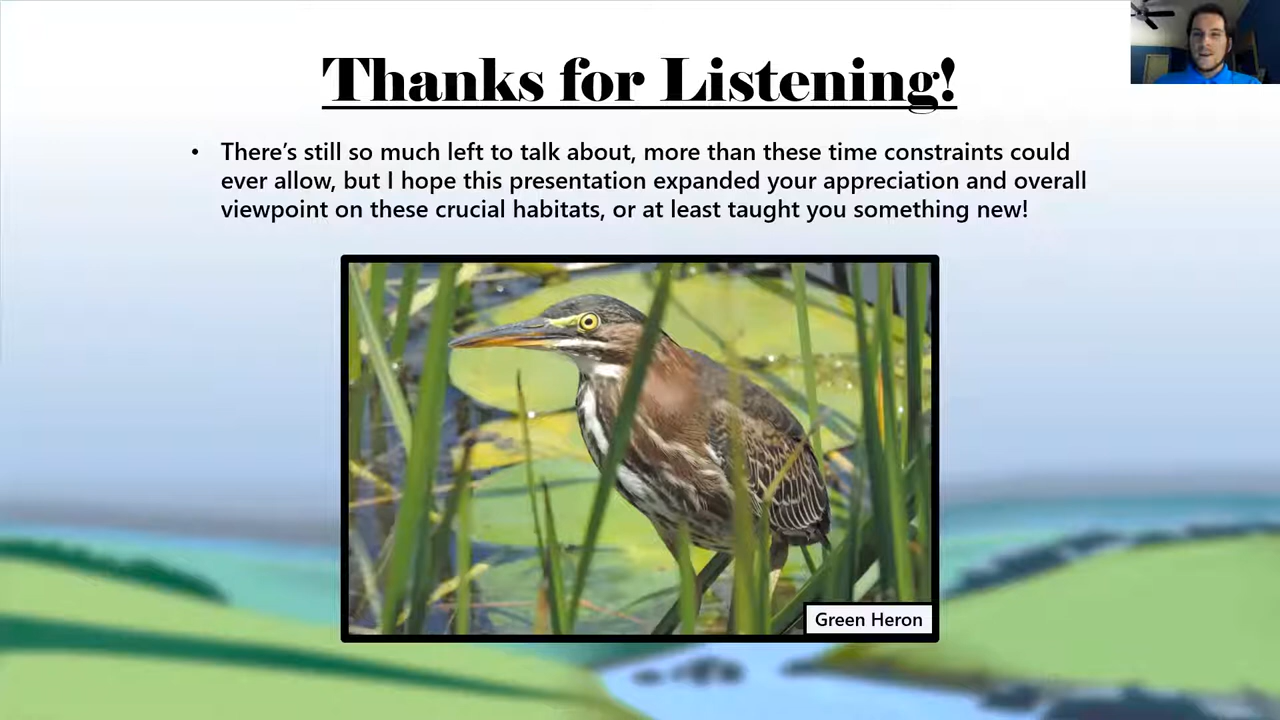 Thanks for Listening!
• There's still so much left to talk about, more than these time constraints could
ever allow, but I hope this presentation expanded your appreciation and overall
viewpoint on these crucial habitats, or at least taught you something new!
Green Heron